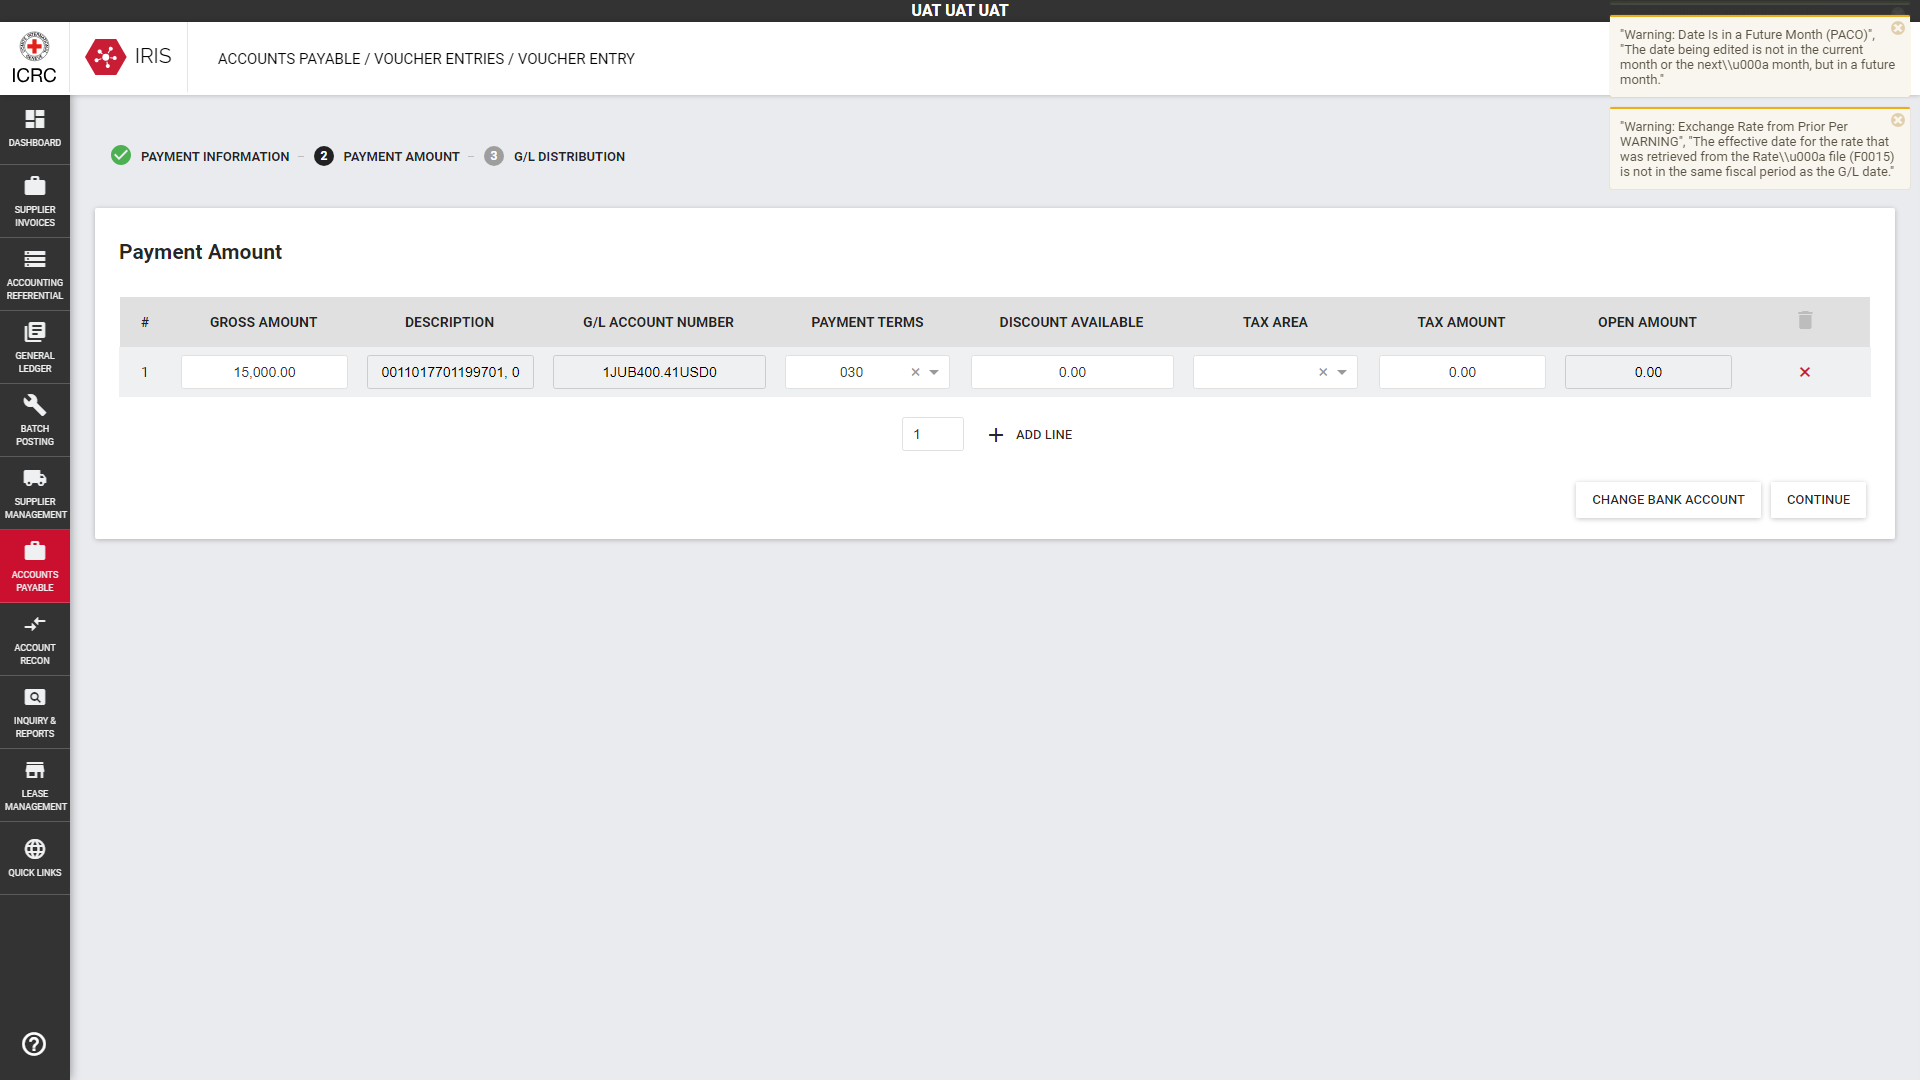 UAT UAT UAT
ICRC
IRIS
ACCOUNTS PAYABLE / VOUCHER ENTRIES / VOUCHER ENTRY
"Warning: Date Is in a Future Month (PACO)",
"The date being edited is not in the current
month or the next\\u000a month, but in a future
month."
"Warning: Exchange Rate from Prior Per
WARNING", "The effective date for the rate that
was retrieved from the Rate\\u000a file (F0015)
is not in the same fiscal period as the G/L date."
DASHBOARD
SUPPLIER
INVOICES
ACCOUNTING
REFERENTIAL
GENERAL
LEDGER
BATCH
POSTING
SUPPLIER
MANAGEMENT
ACCOUNTS
PAYABLE
ACCOUNT
RECON
INQUIRY &
REPORTS
LEASE
MANAGEMENT
QUICK LINKS
PAYMENT INFORMATION
2 PAYMENT AMOUNT
3 G/L DISTRIBUTION
Payment Amount
# GROSS AMOUNT DESCRIPTION G/L ACCOUNT NUMBER PAYMENT TERMS DISCOUNT AVAILABLE TAX AREA TAX AMOUNT OPEN AMOUNT
1 15,000.00 0011017701199701, 0 1JUB400.41USD0 030 0.00 0.00 0.00
1 ADD LINE
CHANGE BANK ACCOUNT CONTINUE